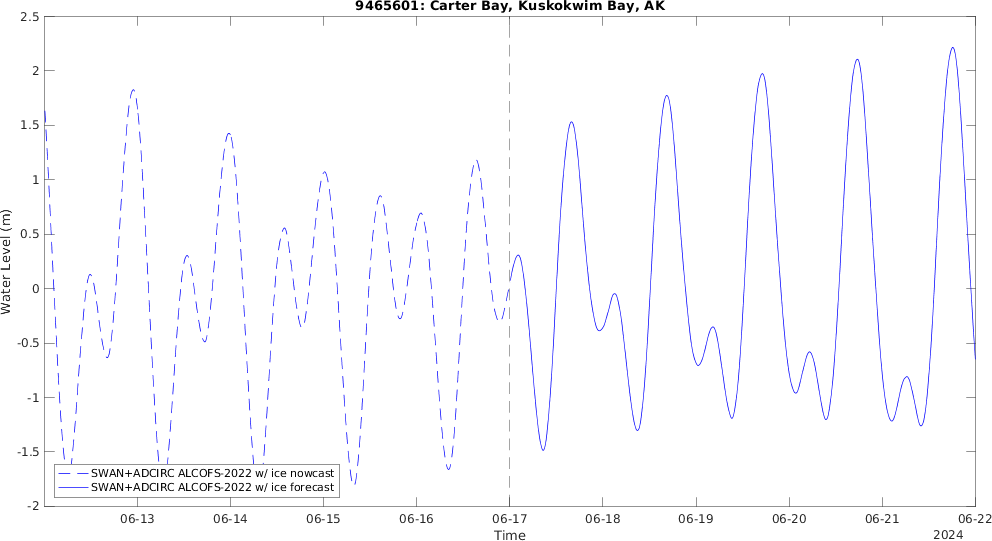 9465601: Carter Bay, Kuskokwim Bay, AK
2.5
2
1.5
1
0.5
0
-0.5
-1
-1.5
-2
Water Level (m)
SWAN+ADCIRC ALCOFS-2022 w/ ice nowcast
SWAN+ADCIRC ALCOFS-2022 w/ ice forecast
06-13 06-14 06-15 06-16 06-17 06-18 06-19 06-20 06-21 06-22
Time
2024